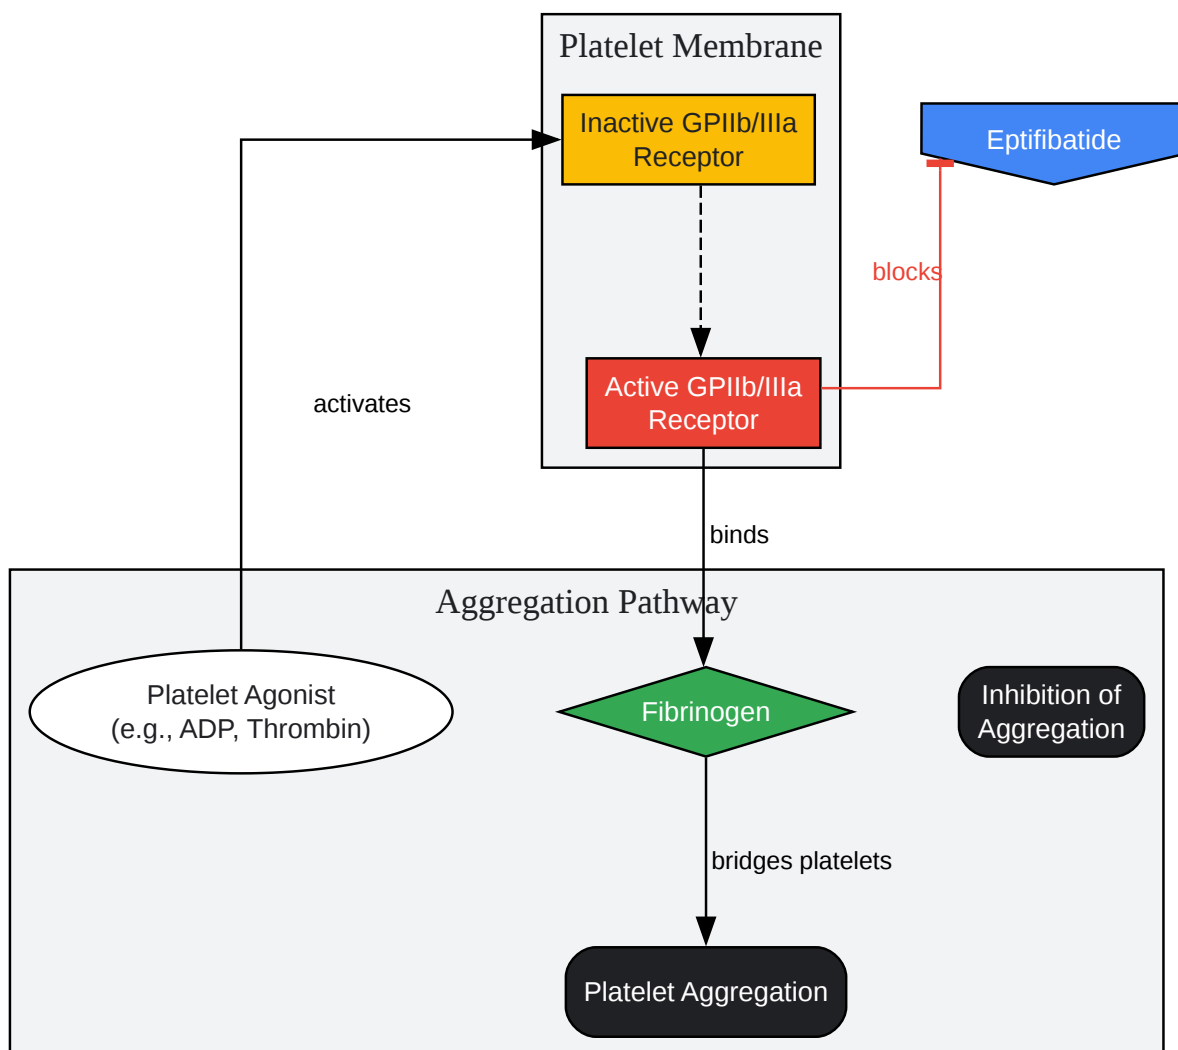 Platelet Membrane
Inactive GPIIb/IIIa
Receptor
Eptifibatide
blocks
Active GPIIb/IIIa
Receptor
activates
binds
Aggregation Pathway
Platelet Agonist
(e.g., ADP, Thrombin)
Fibrinogen
Inhibition of
Aggregation
bridges platelets
Platelet Aggregation